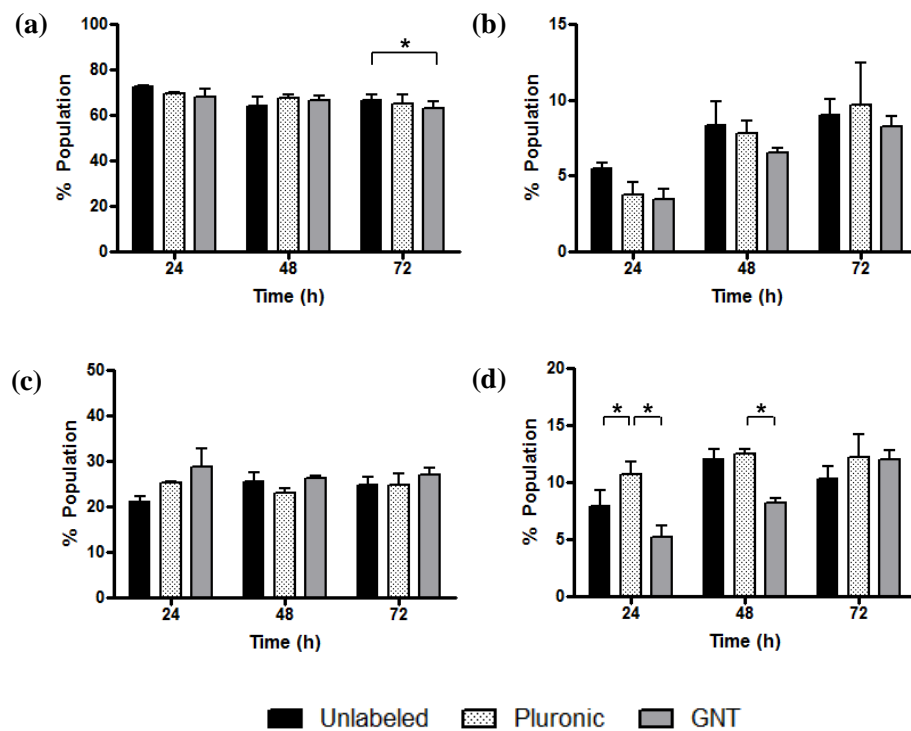 (a)
100
80
60
40
20
0
% Population
*
24 48 72
Time (h)
(b)
15
10
5
0
% Population
24 48 72
Time (h)
(c)
50
40
30
20
10
0
% Population
24 48 72
Time (h)
(d)
20
15
10
5
0
% Population
* * *
24 48 72
Time (h)
Unlabeled Pluronic GNT